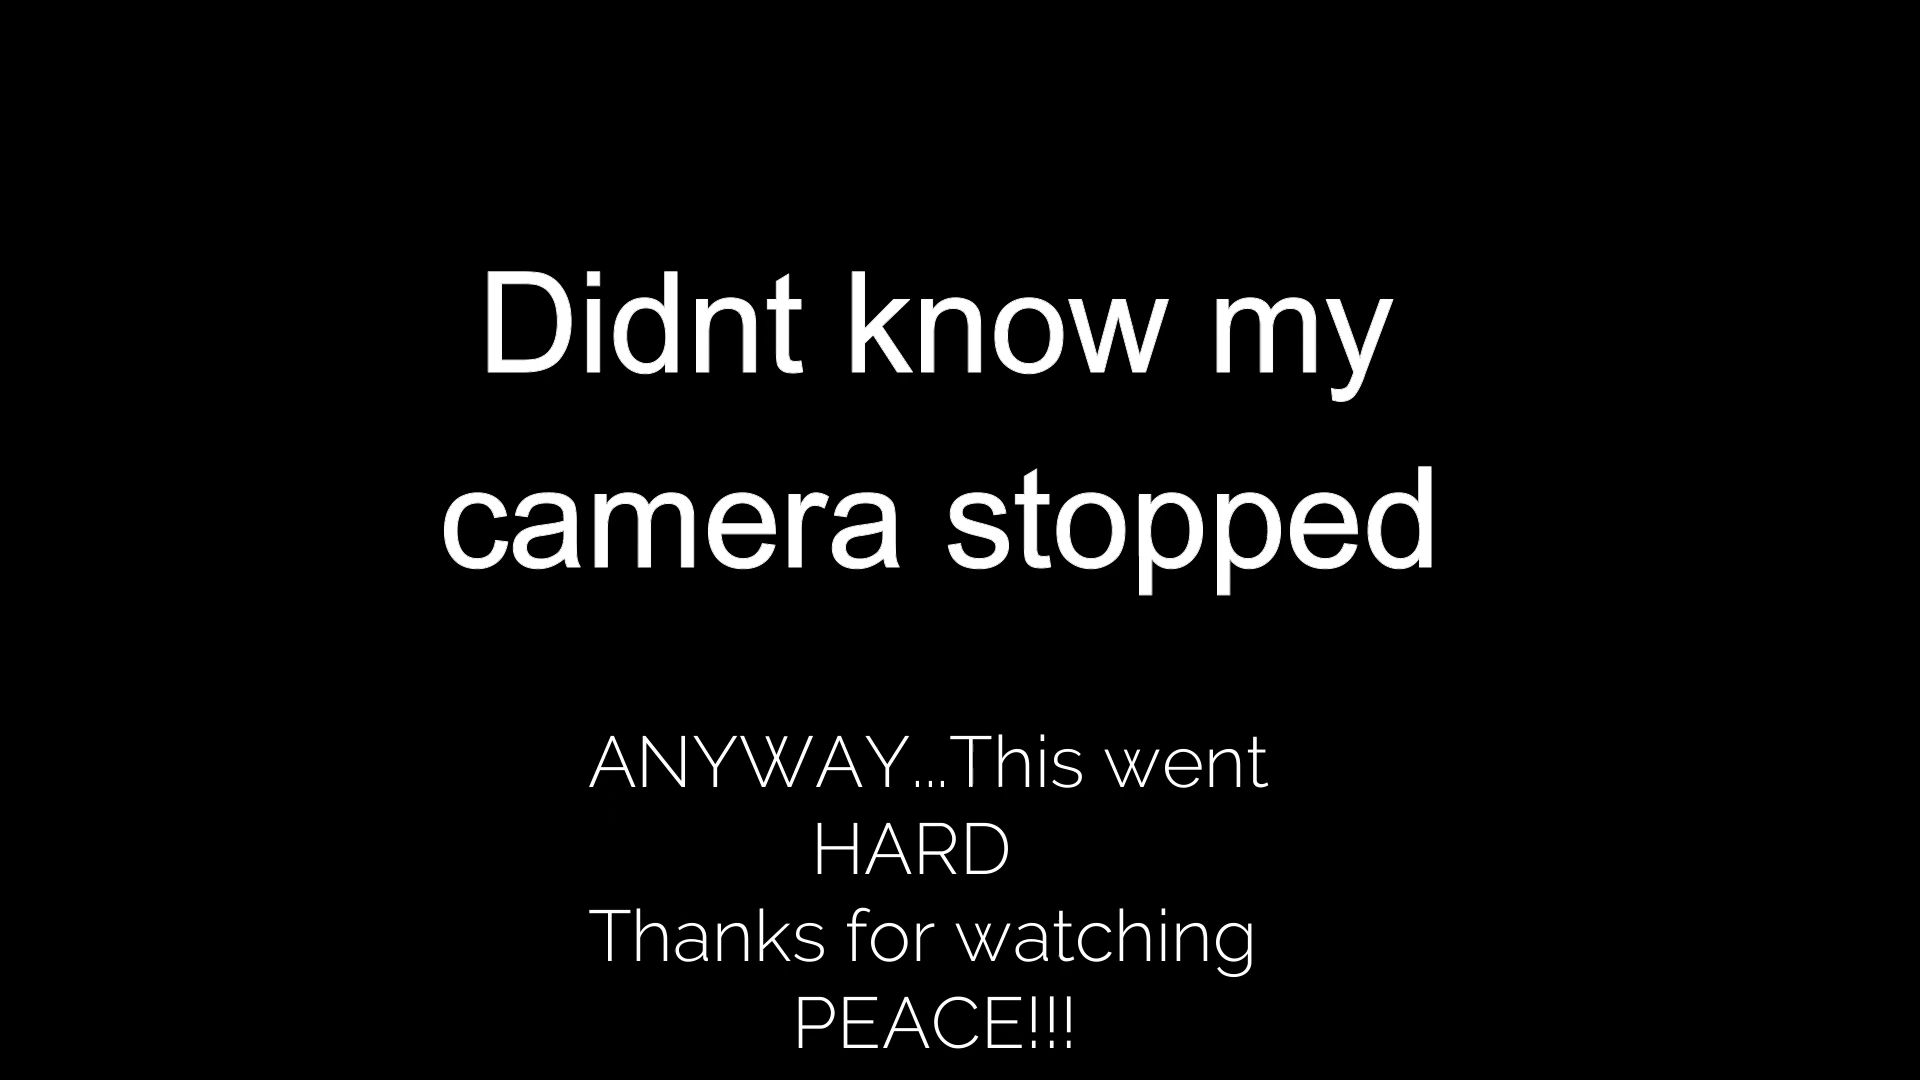 Didnt know my
camera stopped
ANYWAY...This went
HARD
Thanks for watching
PEACE!!!